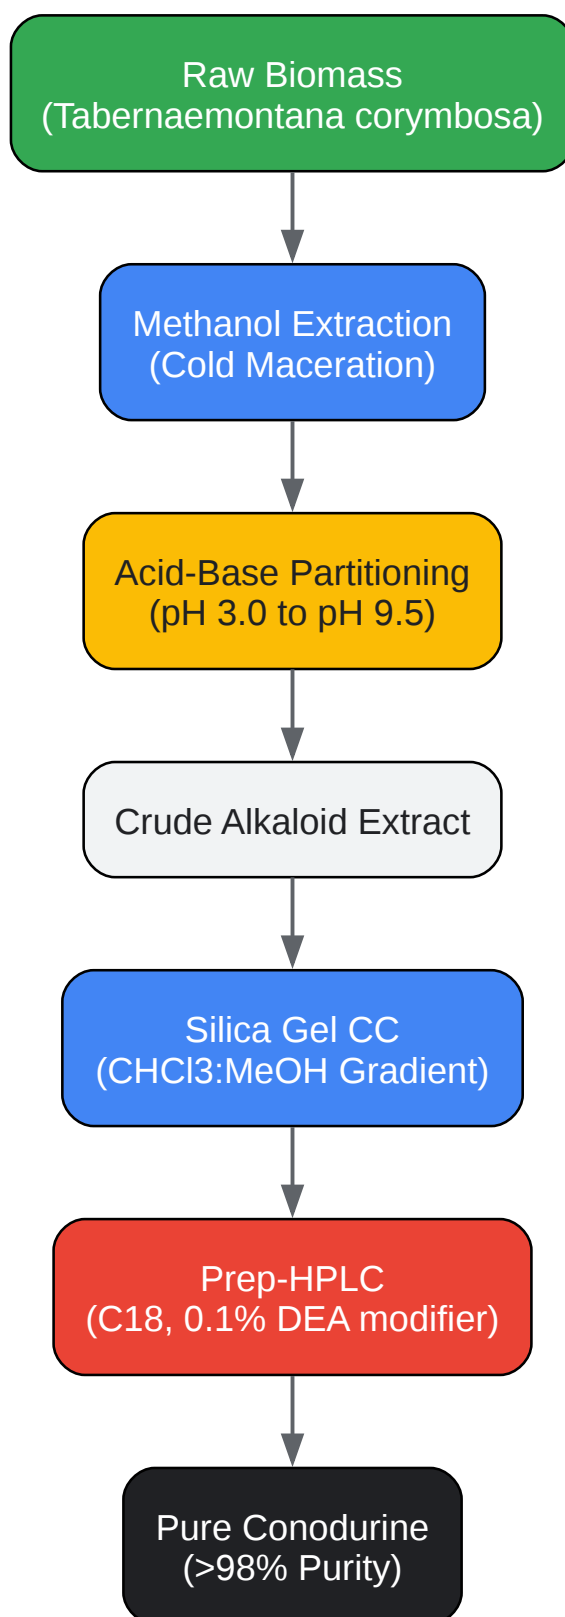 Raw Biomass
(Tabernaemontana corymbosa)
Methanol Extraction
(Cold Maceration)
Acid-Base Partitioning
(pH 3.0 to pH 9.5)
Crude Alkaloid Extract
Silica Gel CC
(CHCl3:MeOH Gradient)
Prep-HPLC
(C18, 0.1% DEA modifier)
Pure Conodurine
(>98% Purity)